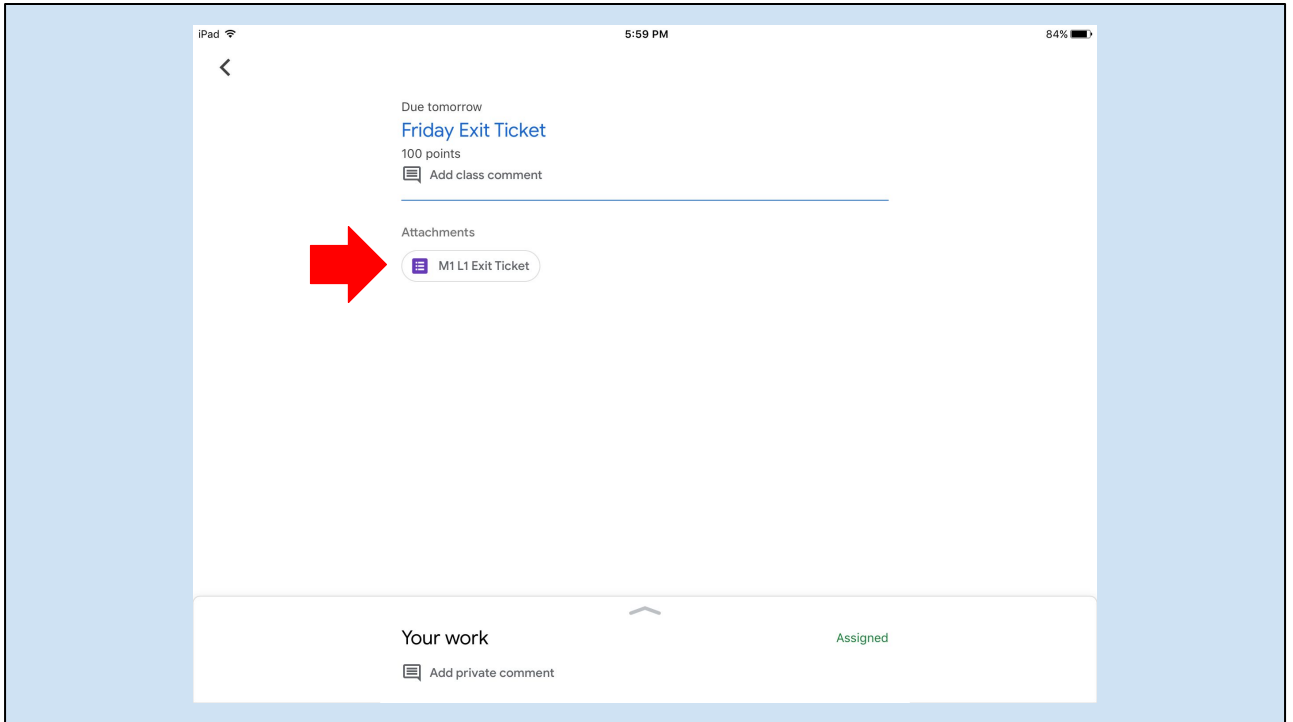 iPad 5:59 PM 84%
Due tomorrow
Friday Exit Ticket
100 points
Add class comment
Attachments
M1 L1 Exit Ticket
Your work Assigned
Add private comment